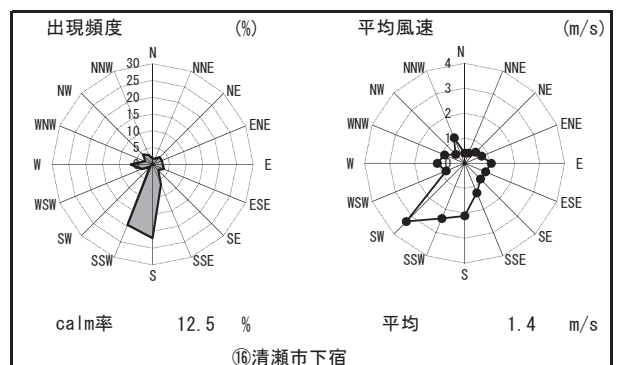 出現頻度 (%)
N
NNE
NE
ENE
E
ESE
SE
SSE
S
SSW
SW
WSW
W
WNW
NW
NNW
30
25
20
15
10
5
0
calm率 12.5 %
平均風速 (m/s)
N
NNE
NE
ENE
E
ESE
SE
SSE
S
SSW
SW
WSW
W
WNW
NW
NNW
4
3
2
1
平均 1.4 m/s
⑯清瀬市下宿